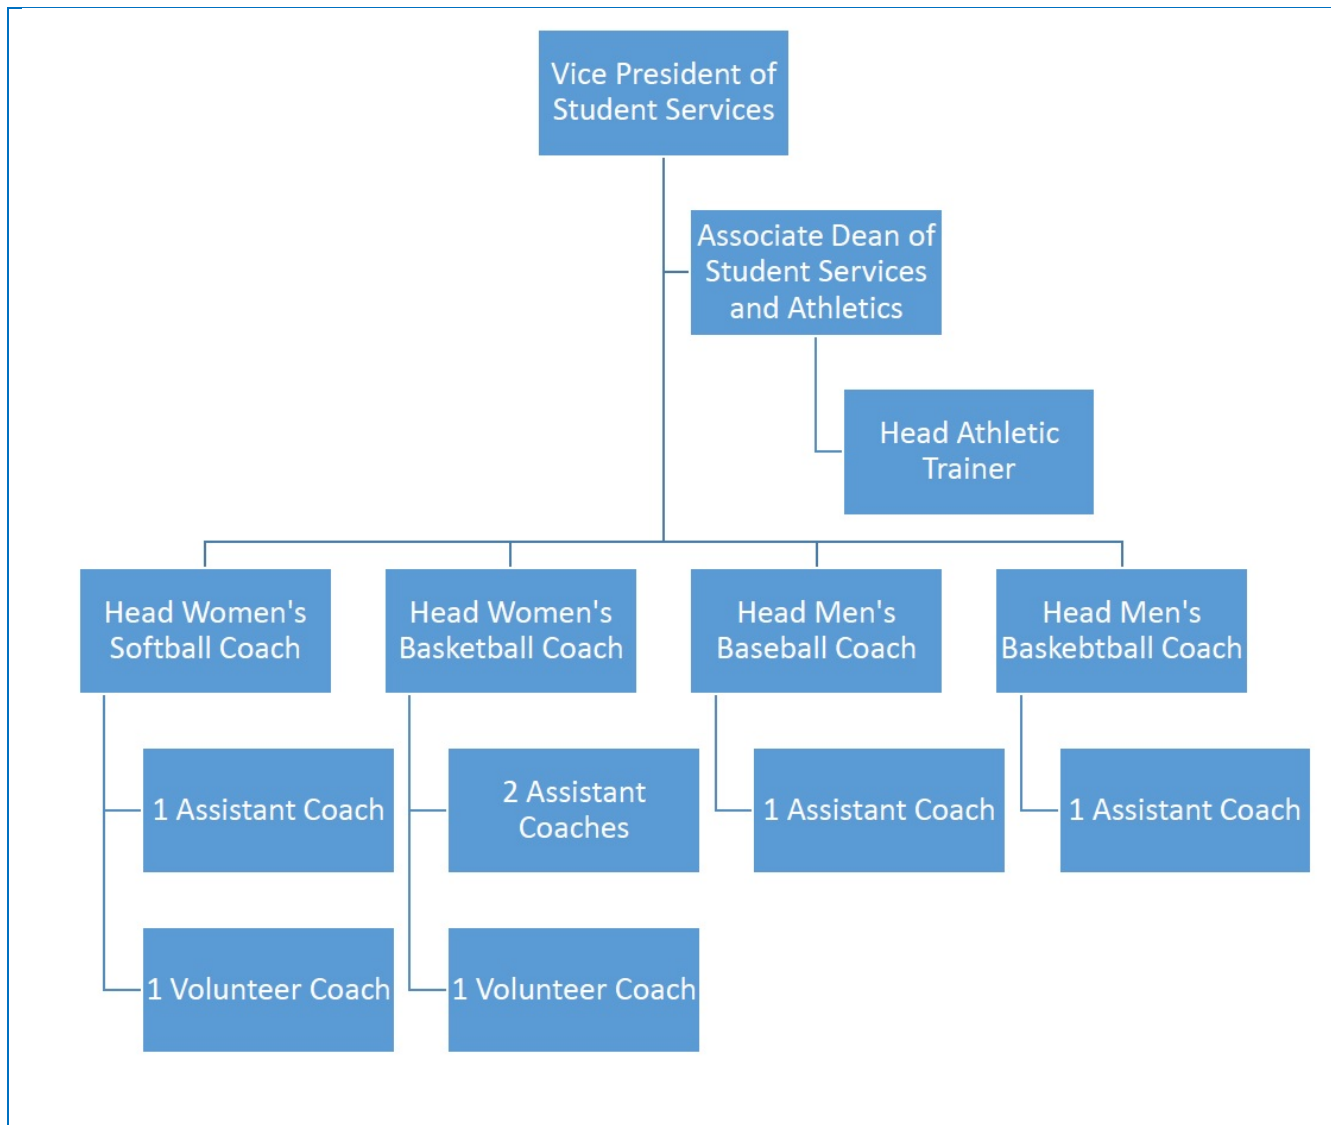 Vice President of
Student Services
Associate Dean of
Student Services
and Athletics
Head Athletic
Trainer
Head Women's
Softball Coach
Head Women's
Basketball Coach
Head Men's
Baseball Coach
Head Men's
Baskebtball Coach
1 Assistant Coach
2 Assistant
Coaches
1 Assistant Coach
1 Assistant Coach
1 Volunteer Coach
1 Volunteer Coach